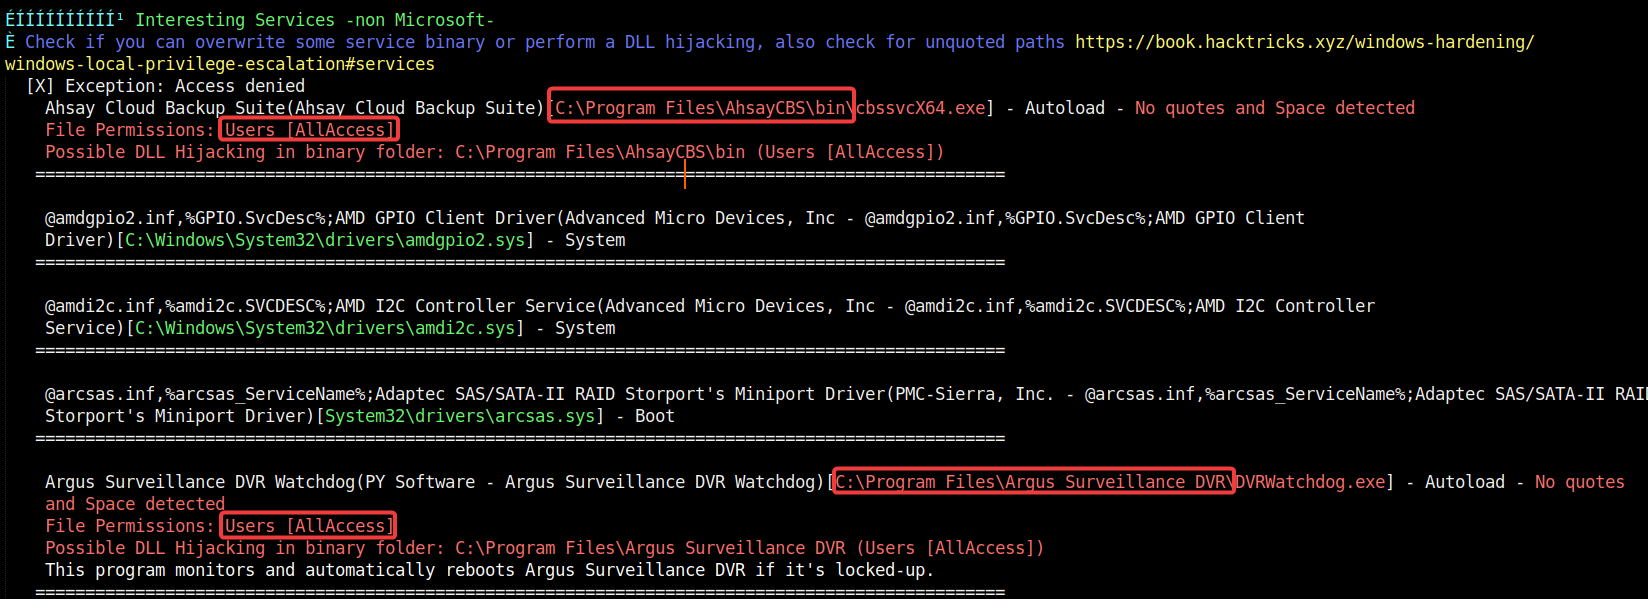 ÉÍÍÍÍÍÍÍÍÍÍ¹ Interesting Services -non Microsoft-
È Check if you can overwrite some service binary or perform a DLL hijacking, also check for unquoted paths https://book.hacktricks.xyz/windows-hardening/
windows-local-privilege-escalation#services
[X] Exception: Access denied
Ahsay Cloud Backup Suite(Ahsay Cloud Backup Suite)[C:\Program Files\AhsayCBS\bin\cbssvcX64.exe] - Autoload - No quotes and Space detected
File Permissions: Users [AllAccess]
Possible DLL Hijacking in binary folder: C:\Program Files\AhsayCBS\bin (Users [AllAccess])
=================================================================================================
@amdgpio2.inf,%GPIO.SvcDesc%;AMD GPIO Client Driver(Advanced Micro Devices, Inc - @amdgpio2.inf,%GPIO.SvcDesc%;AMD GPIO Client
Driver)[C:\Windows\System32\drivers\amdgpio2.sys] - System
=================================================================================================
@amdi2c.inf,%amdi2c.SVCDESC%;AMD I2C Controller Service(Advanced Micro Devices, Inc - @amdi2c.inf,%amdi2c.SVCDESC%;AMD I2C Controller
Service)[C:\Windows\System32\drivers\amdi2c.sys] - System
=================================================================================================
@arcsas.inf,%arcsas_ServiceName%;Adaptec SAS/SATA-II RAID Storport's Miniport Driver(PMC-Sierra, Inc. - @arcsas.inf,%arcsas_ServiceName%;Adaptec SAS/SATA-II RAI
Storport's Miniport Driver)[System32\drivers\arcsas.sys] - Boot
=================================================================================================
Argus Surveillance DVR Watchdog(PY Software - Argus Surveillance DVR Watchdog)[C:\Program Files\Argus Surveillance DVR\DVRWatchdog.exe] - Autoload - No quotes
and Space detected
File Permissions: Users [AllAccess]
Possible DLL Hijacking in binary folder: C:\Program Files\Argus Surveillance DVR (Users [AllAccess])
This program monitors and automatically reboots Argus Surveillance DVR if it's locked-up.
=================================================================================================